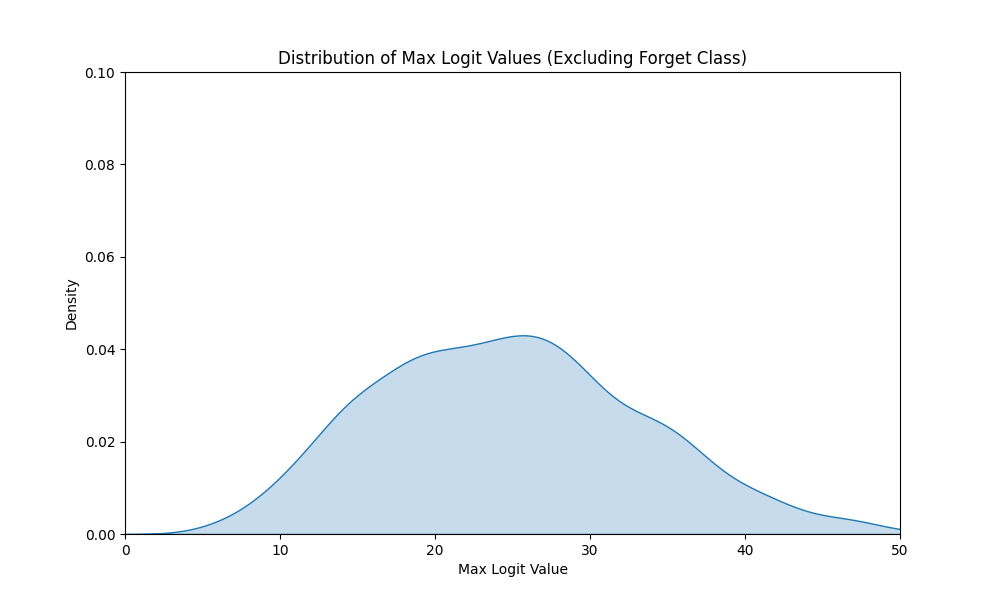 Distribution of Max Logit Values (Excluding Forget Class)
0.10
0.08
0.06
0.04
0.02
0.00
Density
0 10 20 30 40 50
Max Logit Value